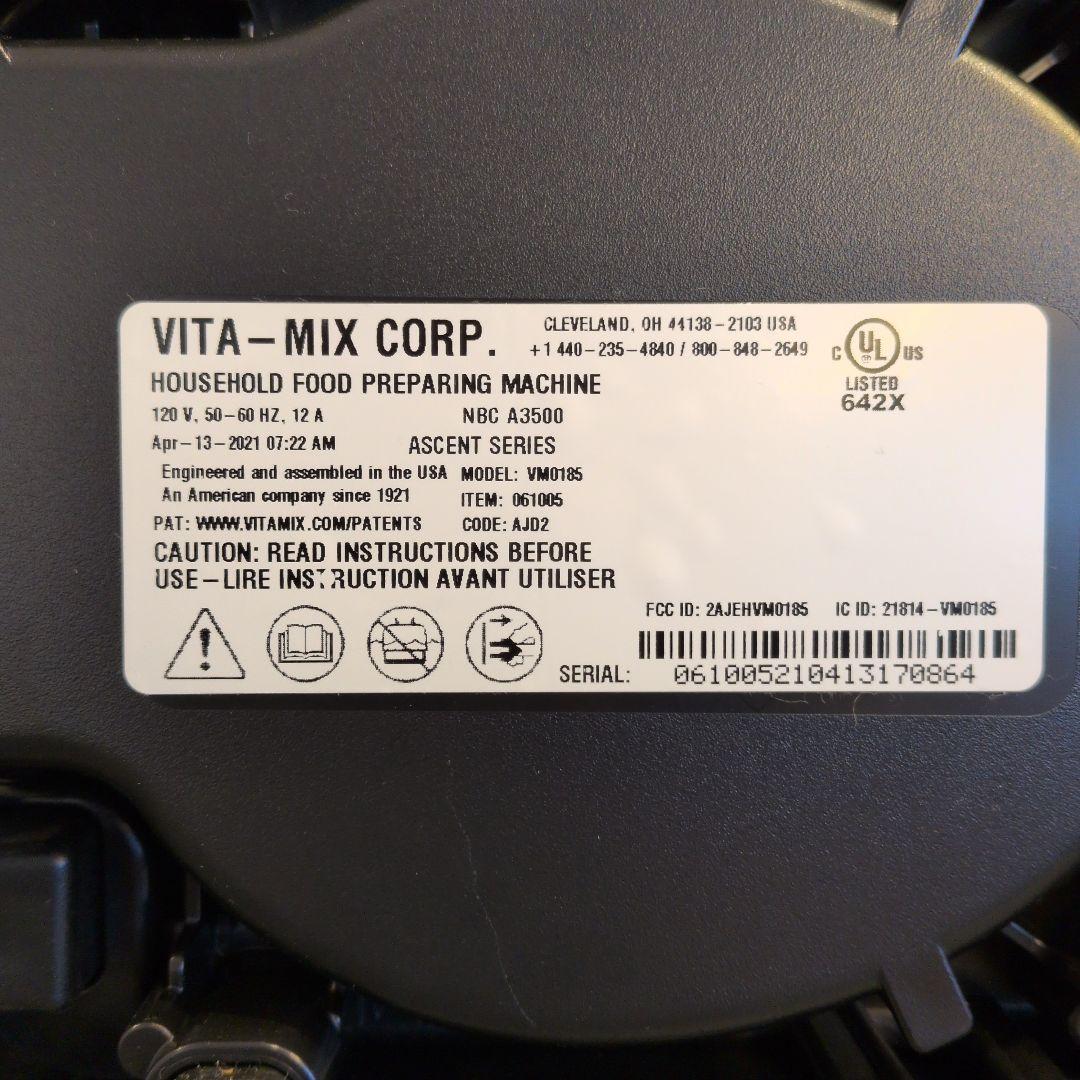 VITA-MIX CORP.
CLEVELAND, OH 44138-2103 USA
+1 440-235-4840 / 800-848-2649
C UL US
LISTED
642X
HOUSEHOLD FOOD PREPARING MACHINE
120 V, 50-60 HZ, 12 A NBC A3500
Apr-13-2021 07:22 AM ASCENT SERIES
Engineered and assembled in the USA MODEL: VM0185
An American company since 1921 ITEM: 061005
PAT: WWW.VITAMIX.COM/PATENTS CODE: AJD2
CAUTION: READ INSTRUCTIONS BEFORE
USE-LIRE INSTRUCTION AVANT UTILISER
FCC ID: 2AJEHVM0185 IC ID: 21814-VM0185
SERIAL: 061005210413170864